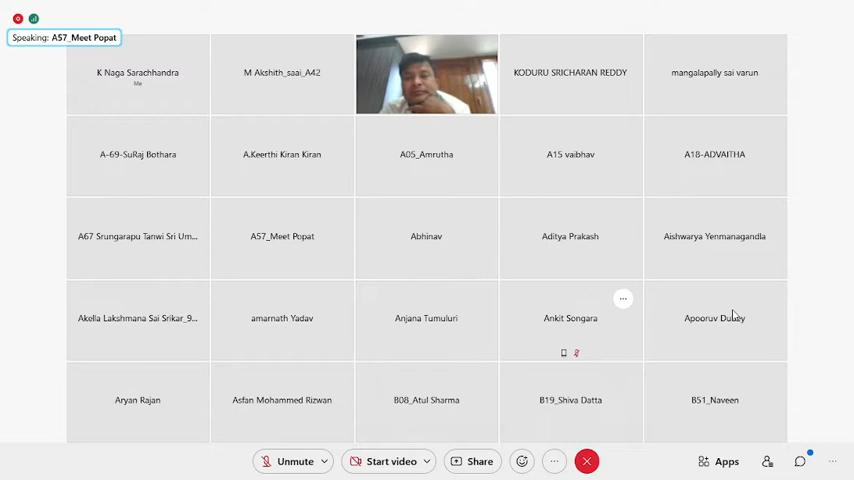 Speaking: A57_Meet Popat
K Naga Sarachhandra
Me
M Akshith_saai_A42
KODURU SRICHARAN REDDY
mangalapally sai varun
A-69-SuRaj Bothara
A.Keerthi Kiran Kiran
A05_Amrutha
A15 vaibhav
A18-ADVAITHA
A67 Srungarapu Tanwi Sri Um...
A57_Meet Popat
Abhinav
Aditya Prakash
Aishwarya Yenmanagandla
Akella Lakshmana Sai Srikar_9...
amarnath Yadav
Anjana Tumuluri
Ankit Songara
Apooruv Dubey
Aryan Rajan
Asfan Mohammed Rizwan
B08_Atul Sharma
B19_Shiva Datta
B51_Naveen
Unmute
Start video
Share
Apps